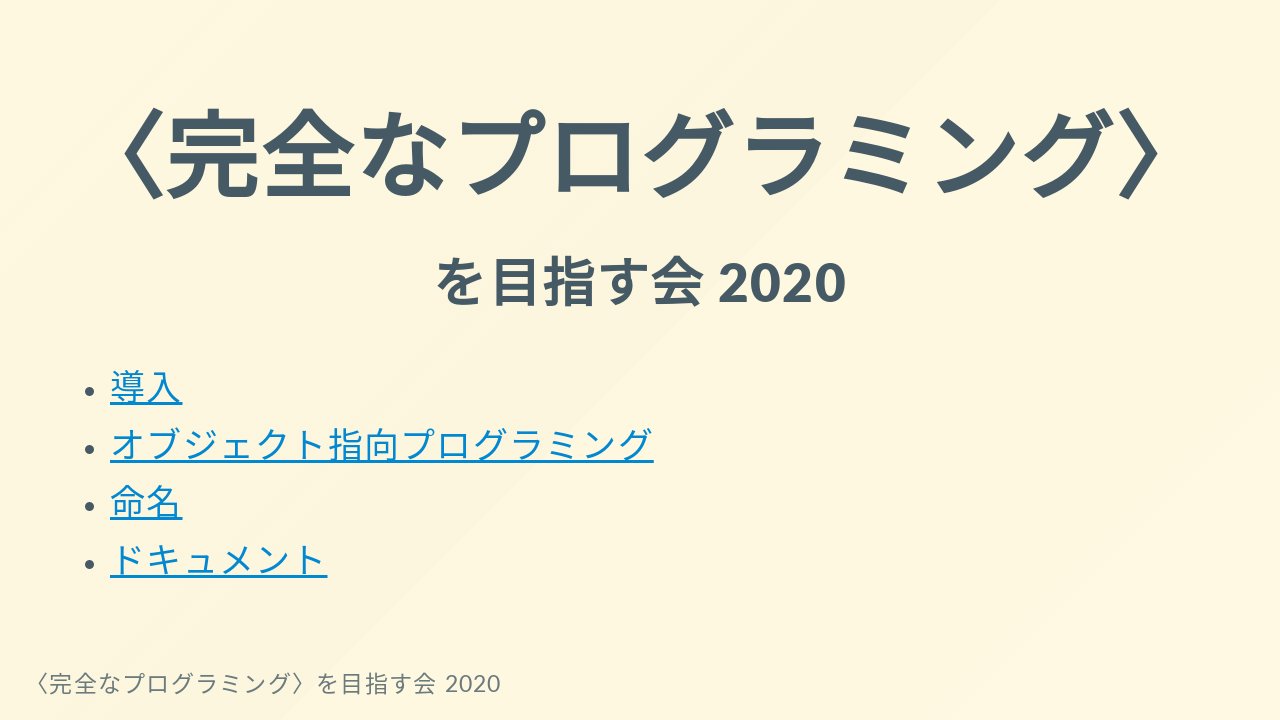 〈完全なプログラミング〉
を目指す会 2020
• 導入
• オブジェクト指向プログラミング
• 命名
• ドキュメント
〈完全なプログラミング〉を目指す会 2020